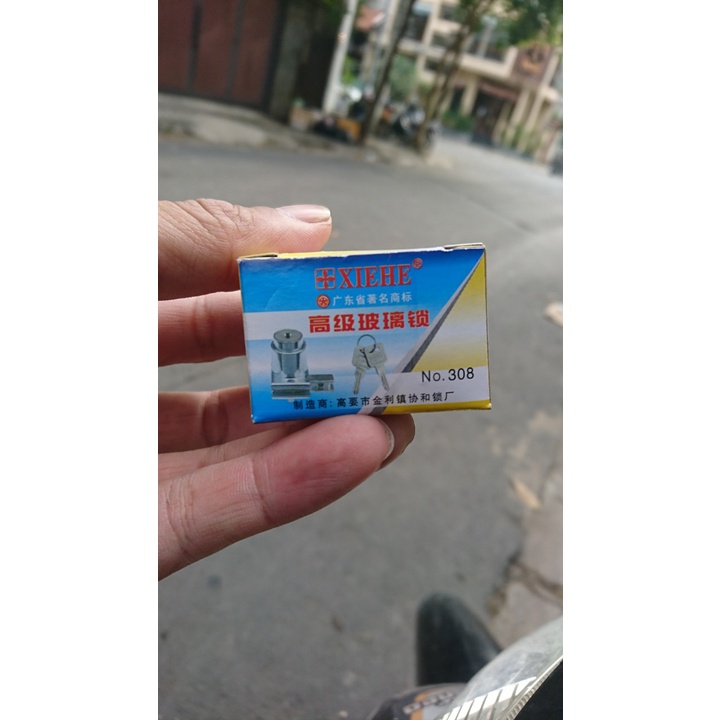 XIEHE
广东省著名商标
高级玻璃锁
No.308
制造商:高要市金利镇协和锁厂